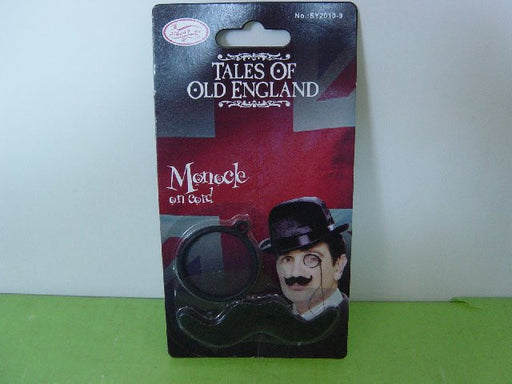 No.:SY2010-9
TALES OF
OLD ENGLAND
Monocle
on cord